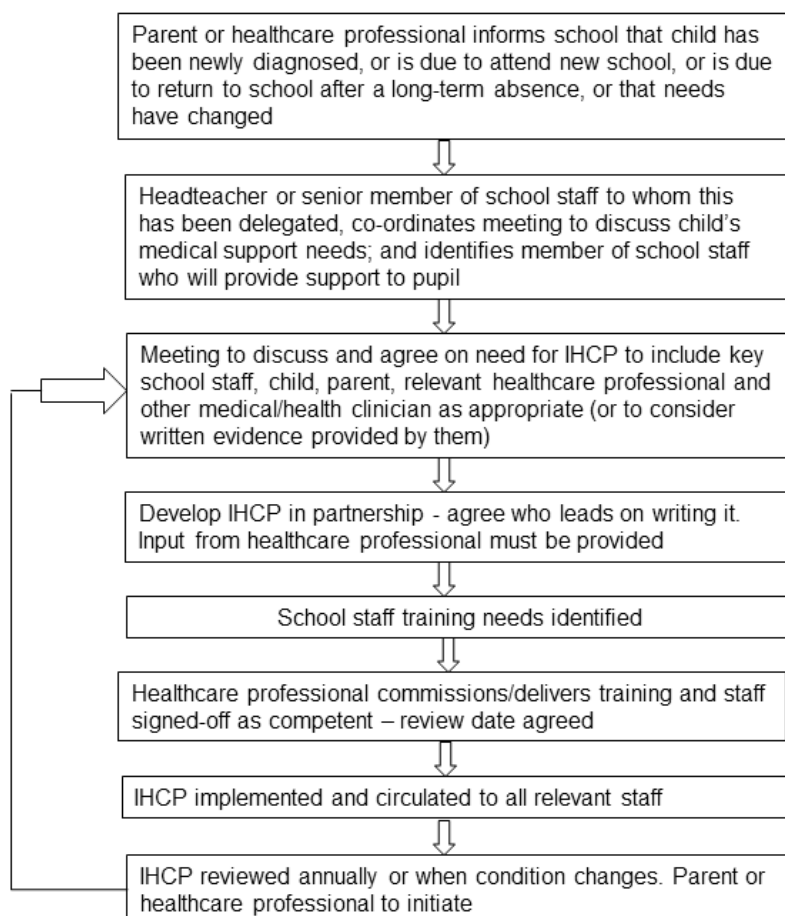 Parent or healthcare professional informs school that child has
been newly diagnosed, or is due to attend new school, or is due
to return to school after a long-term absence, or that needs
have changed
Headteacher or senior member of school staff to whom this
has been delegated, co-ordinates meeting to discuss child's
medical support needs; and identifies member of school staff
who will provide support to pupil
Meeting to discuss and agree on need for IHCP to include key
school staff, child, parent, relevant healthcare professional and
other medical/health clinician as appropriate (or to consider
written evidence provided by them)
Develop IHCP in partnership - agree who leads on writing it.
Input from healthcare professional must be provided
School staff training needs identified
Healthcare professional commissions/delivers training and staff
signed-off as competent – review date agreed
IHCP implemented and circulated to all relevant staff
IHCP reviewed annually or when condition changes. Parent or
healthcare professional to initiate